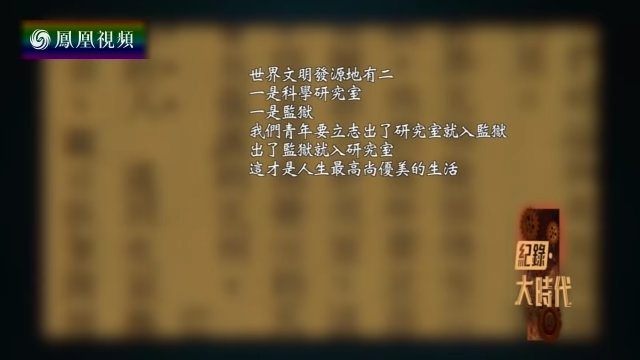 鳳凰視頻
世界文明發源地有二
一是科學研究室
一是監獄
我們青年要立志出了研究室就入監獄
出了監獄就入研究室
這才是人生最高尚優美的生活
紀錄·
大時代